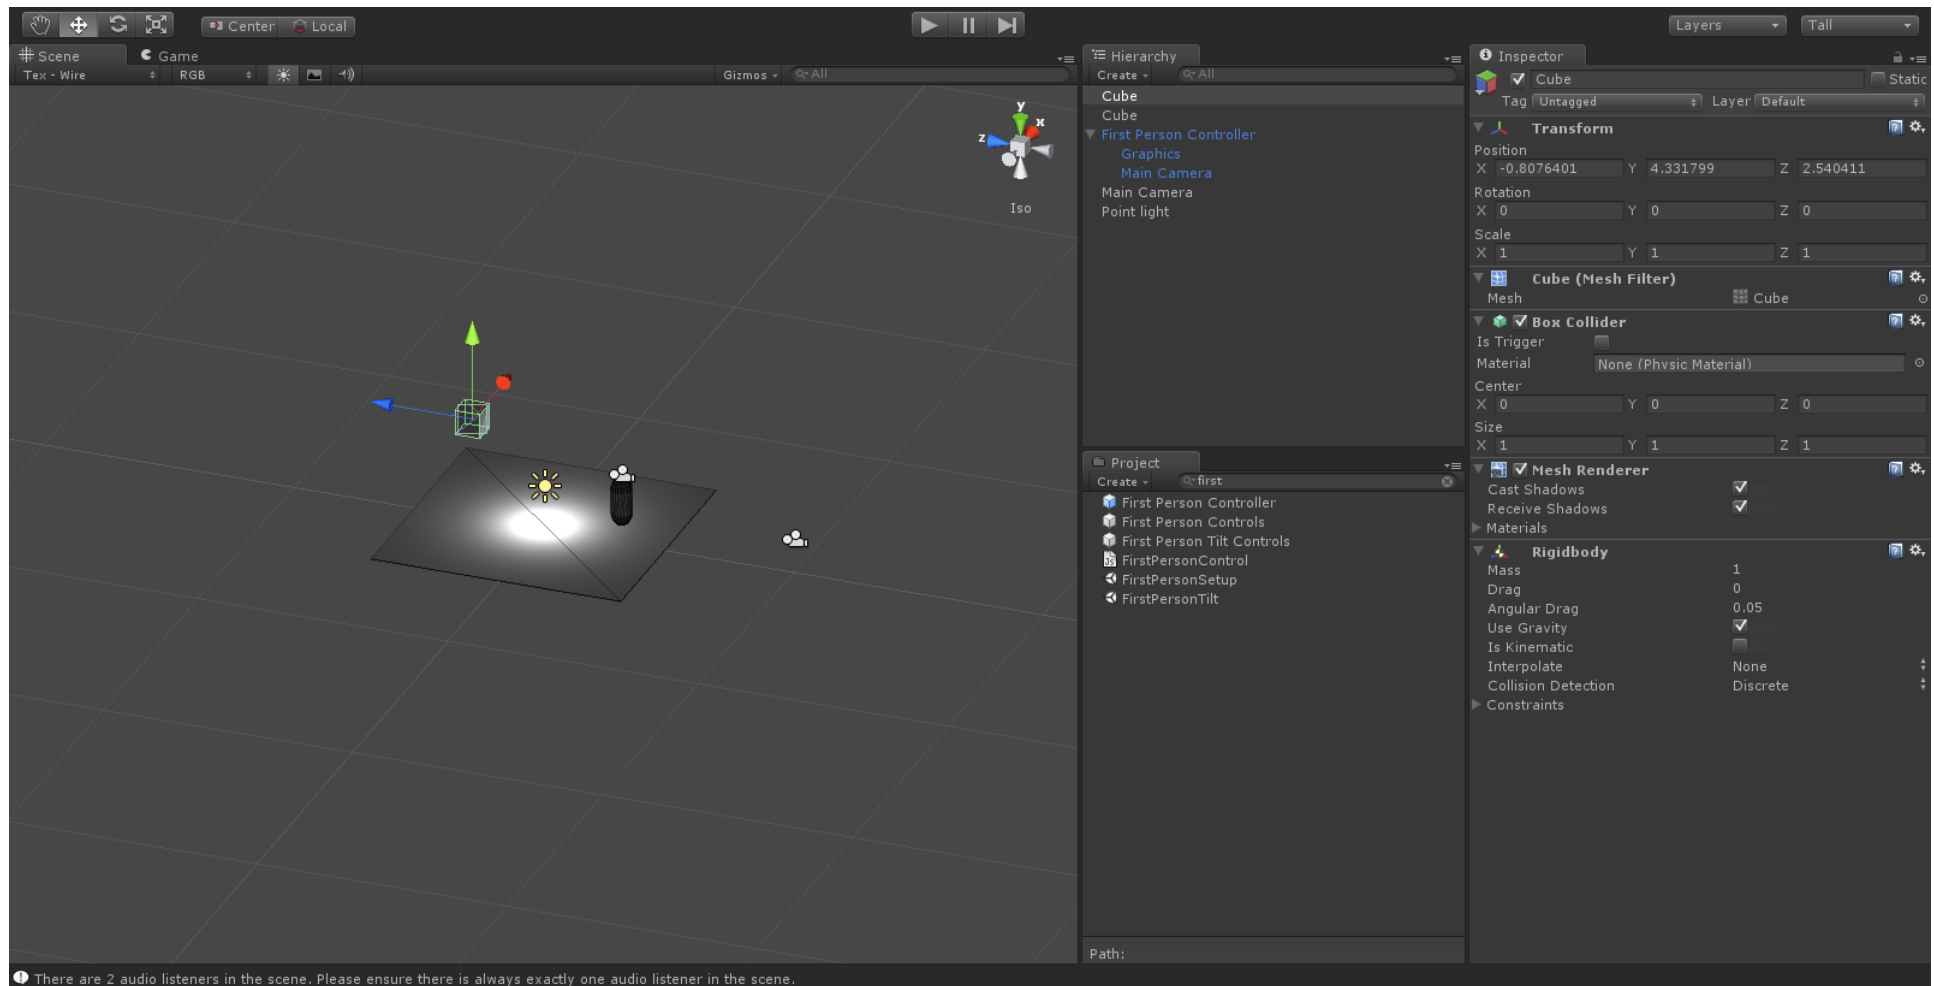 Center Local Layers Tall
Scene Game
Tex - Wire RGB Gizmos All
y
x
z
Iso
Hierarchy
Create All
Cube
Cube
First Person Controller
Graphics
Main Camera
Main Camera
Point light
Project
Create first
First Person Controller
First Person Controls
First Person Tilt Controls
FirstPersonControl
FirstPersonSetup
FirstPersonTilt
Path:
Inspector
Cube Static
Tag Untagged Layer Default
Transform
Position
X -0.8076401 Y 4.331799 Z 2.540411
Rotation
X 0 Y 0 Z 0
Scale
X 1 Y 1 Z 1
Cube (Mesh Filter)
Mesh Cube
Box Collider
Is Trigger
Material None (Physic Material)
Center
X 0 Y 0 Z 0
Size
X 1 Y 1 Z 1
Mesh Renderer
Cast Shadows
Receive Shadows
Materials
Rigidbody
Mass 1
Drag 0
Angular Drag 0.05
Use Gravity
Is Kinematic
Interpolate None
Collision Detection Discrete
Constraints
There are 2 audio listeners in the scene. Please ensure there is always exactly one audio listener in the scene.